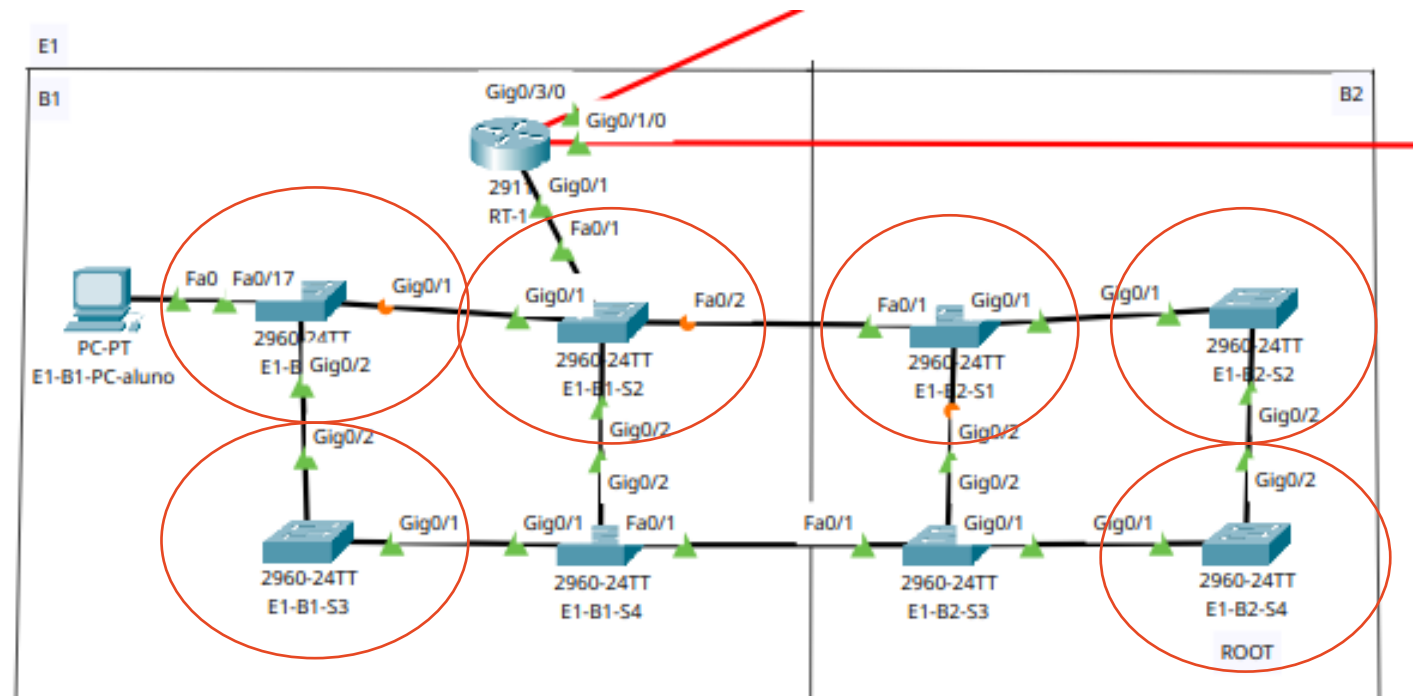 E1
B1
B2
Gig0/3/0
Gig0/1/0
Gig0/1
RT-1
Fa0/1
Fa0
Fa0/17
Gig0/1
Gig0/1
Fa0/2
Fa0/1
Gig0/1
Gig0/1
PC-PT
E1-B1-PC-aluno
2960-24TT
Gig0/2
2960-24TT
E1-B1-S2
2960-24TT
E1-B2-S1
2960-24TT
E1-B2-S2
Gig0/2
Gig0/2
Gig0/2
Gig0/2
Gig0/2
Gig0/2
Gig0/2
Gig0/1
Gig0/1
Fa0/1
Fa0/1
Gig0/1
Gig0/1
2960-24TT
E1-B1-S3
2960-24TT
E1-B1-S4
2960-24TT
E1-B2-S3
2960-24TT
E1-B2-S4
ROOT